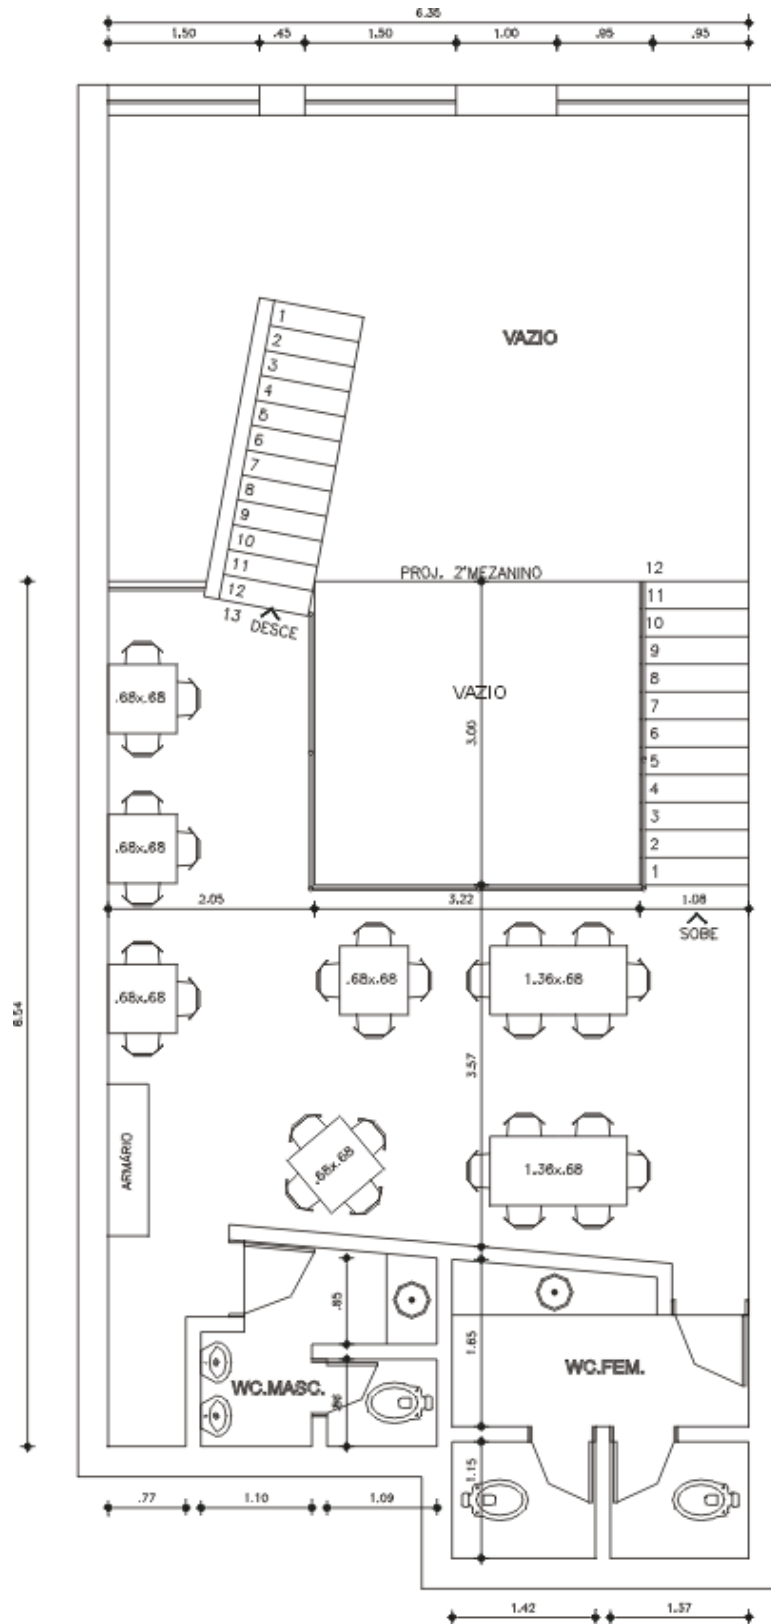 6.35
1.50 .45 1.50 1.00 .95 .95
VAZIO
1
2
3
4
5
6
7
8
9
10
11
12
13 DESCE
PROJ. 2°MEZANINO
12
11
10
9
8
7
6
5
4
3
2
1
VAZIO
3.00
.68x.68
.68x.68
2.05 3.22 1.08
SOBE
.68x.68
.68x.68
1.36x.68
8.54
3.57
ARMÁRIO
.68x.68
1.36x.68
.85
1.65
WC.MASC.
.86
WC.FEM.
1.15
.77 1.10 1.09
1.42 1.37